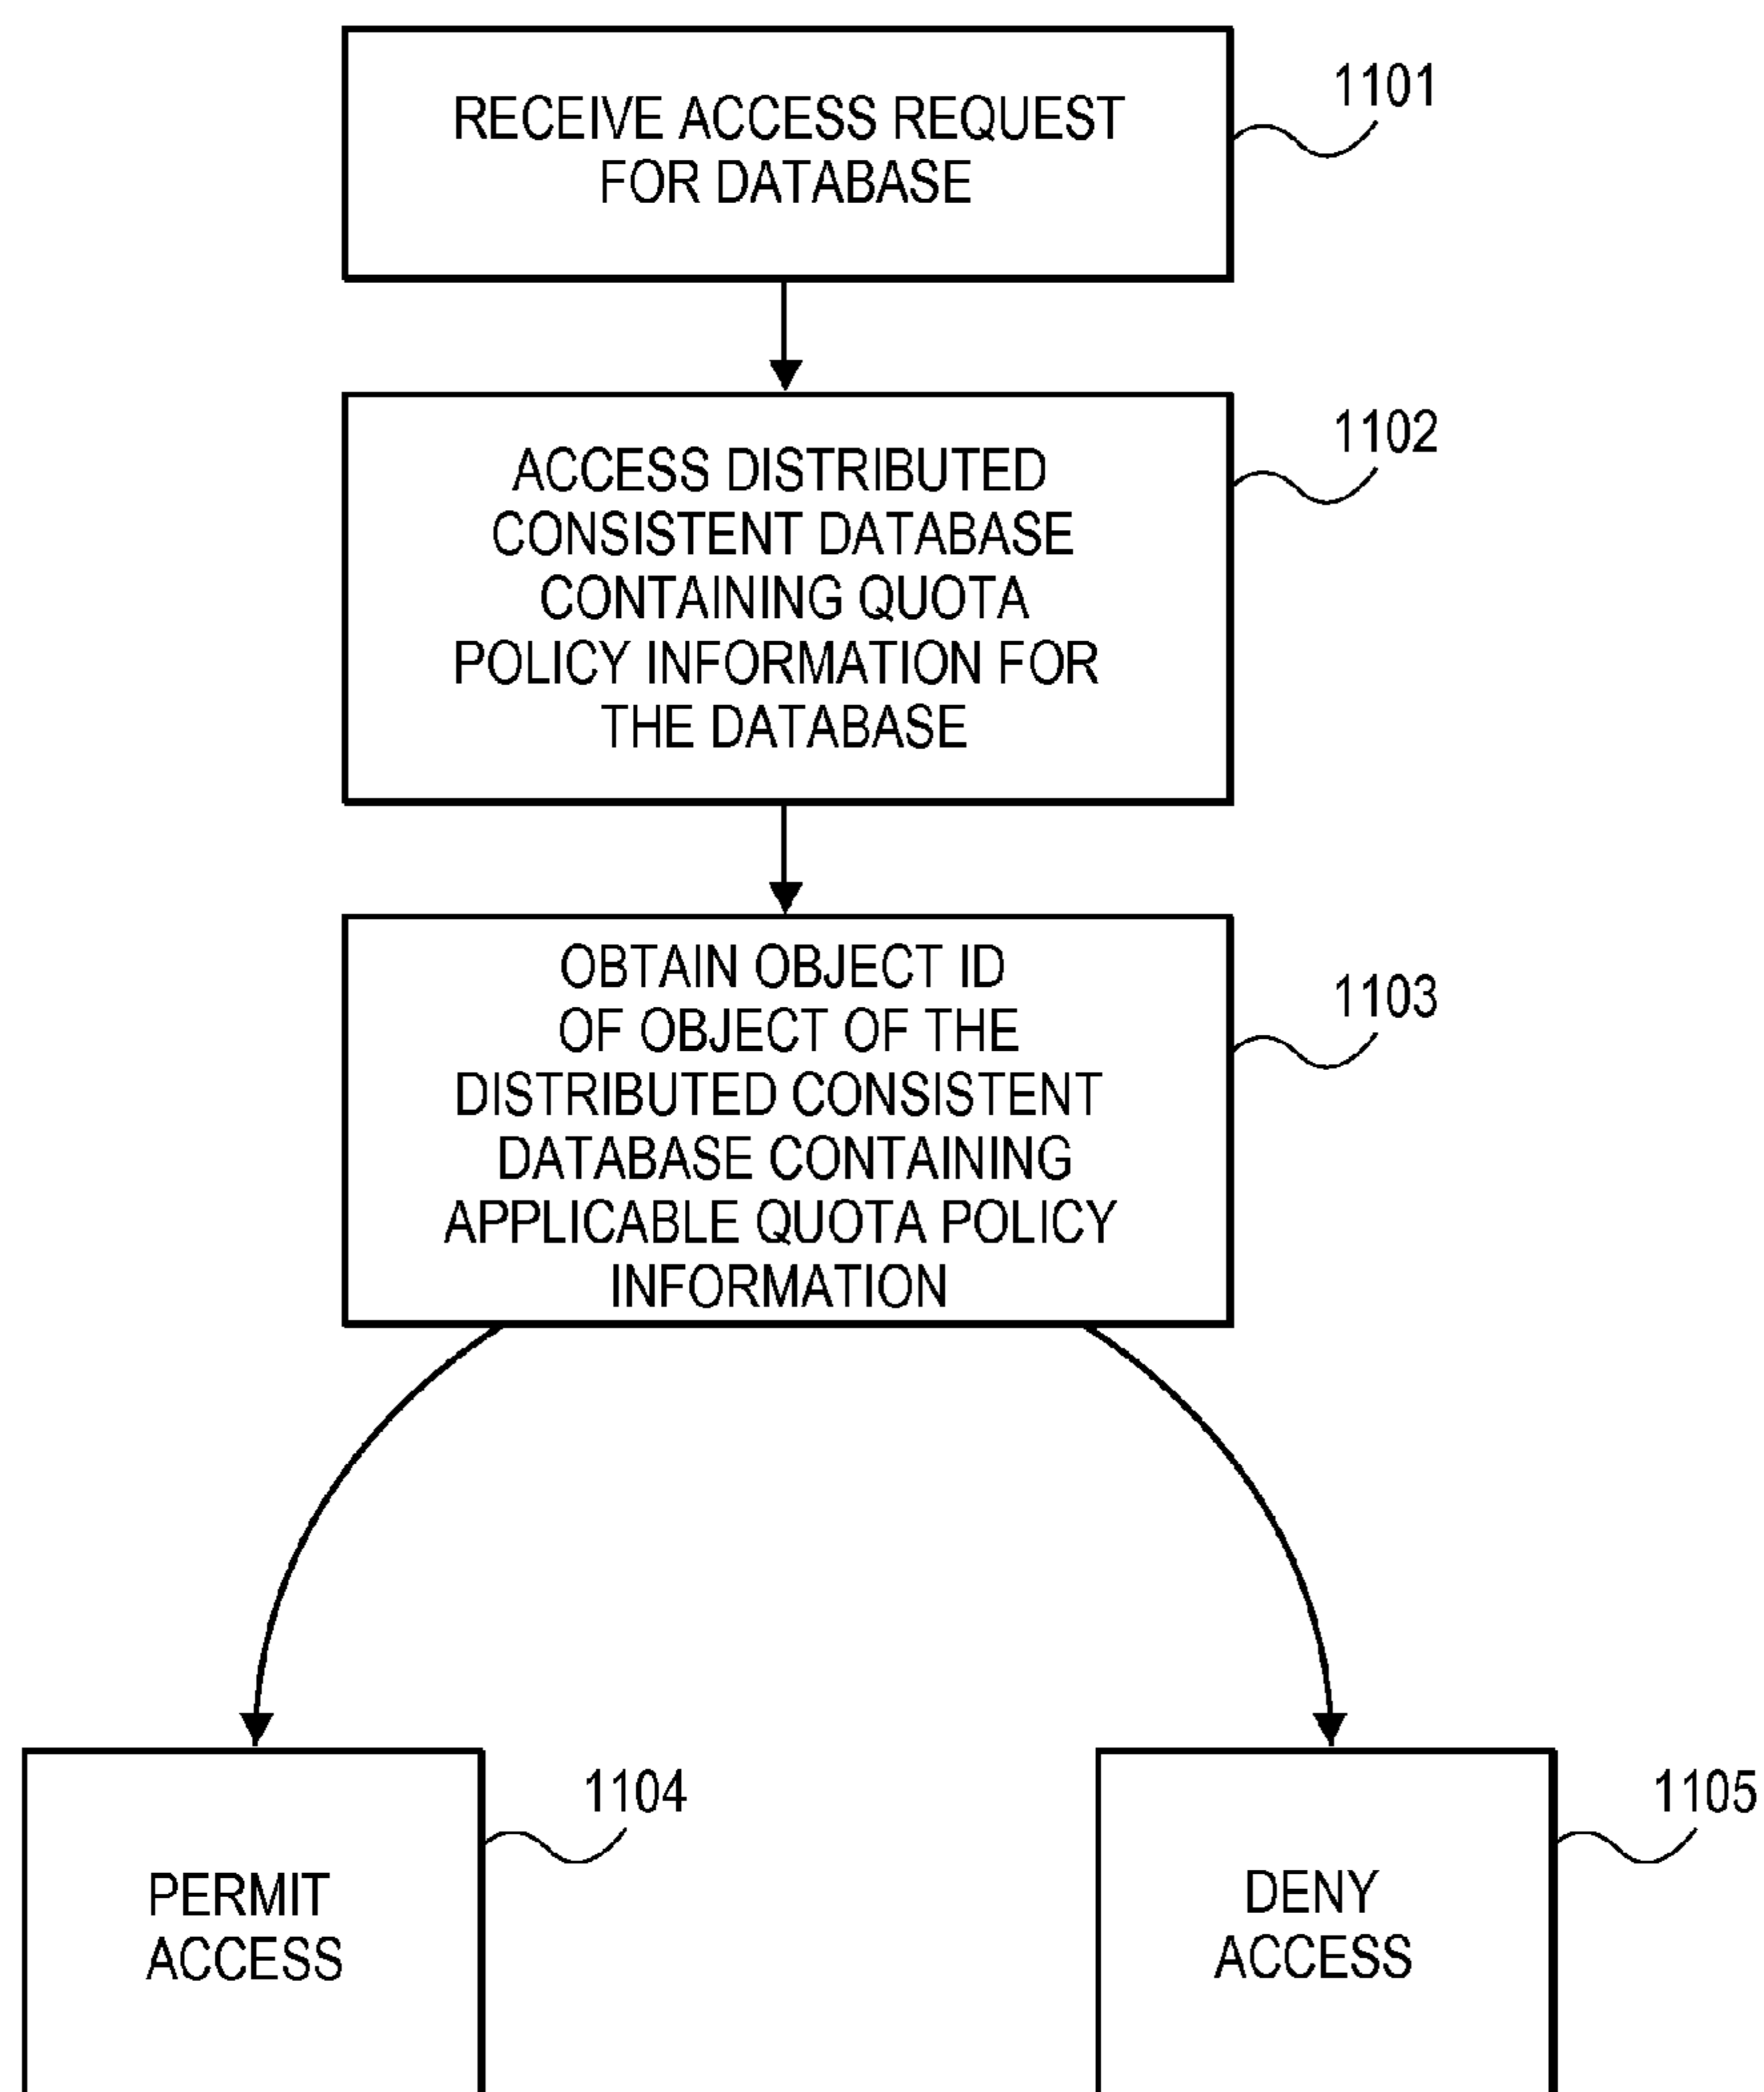 RECEIVE ACCESS REQUEST
FOR DATABASE
1101
ACCESS DISTRIBUTED
CONSISTENT DATABASE
CONTAINING QUOTA
POLICY INFORMATION FOR
THE DATABASE
1102
OBTAIN OBJECT ID
OF OBJECT OF THE
DISTRIBUTED CONSISTENT
DATABASE CONTAINING
APPLICABLE QUOTA POLICY
INFORMATION
1103
PERMIT
ACCESS
1104
DENY
ACCESS
1105